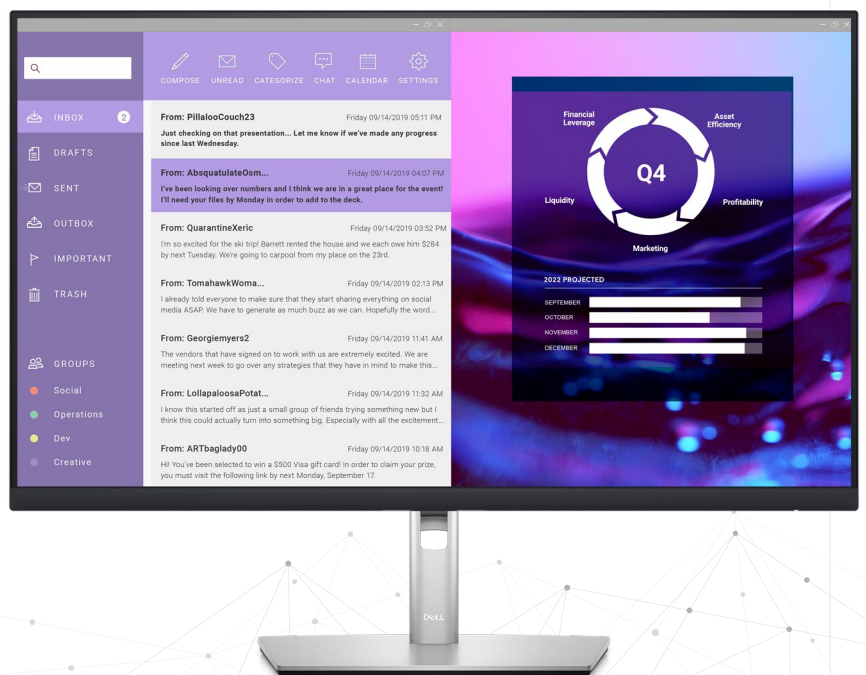 COMPOSE UNREAD CATEGORIZE CHAT CALENDAR SETTINGS
INBOX 2
DRAFTS
SENT
OUTBOX
IMPORTANT
TRASH
GROUPS
Social
Operations
Dev
Creative
From: PillalooCouch23 Friday 09/14/2019 05:11 PM
Just checking on that presentation... Let me know if we've made any progress
since last Wednesday.
From: AbsquatulateOsm... Friday 09/14/2019 04:07 PM
I've been looking over numbers and I think we are in a great place for the event!
I'll need your files by Monday in order to add to the deck.
From: QuarantineXeric Friday 09/14/2019 03:52 PM
I'm so excited for the ski trip! Barrett rented the house and we each owe him $284
by next Tuesday. We're going to carpool from my place on the 23rd.
From: TomahawkWoma... Friday 09/14/2019 02:13 PM
I already told everyone to make sure that they start sharing everything on social
media ASAP. We have to generate as much buzz as we can. Hopefully the word...
From: Georgiemyers2 Friday 09/14/2019 11:41 AM
The vendors that have signed on to work with us are extremely excited. We are
meeting next week to go over any strategies that they have in mind to make this...
From: LollapaloosaPotat... Friday 09/14/2019 11:32 AM
I know this started off as just a small group of friends trying something new but I
think this could actually turn into something big. Especially with all the excitement...
From: ARTbaglady00 Friday 09/14/2019 10:18 AM
Hi! You've been selected to win a $500 Visa gift card! In order to claim your prize,
you must visit the following link by next Monday, September 17.
Financial
Leverage
Asset
Efficiency
Q4
Liquidity
Profitability
Marketing
2022 PROJECTED
SEPTEMBER
OCTOBER
NOVEMBER
DECEMBER
DELL